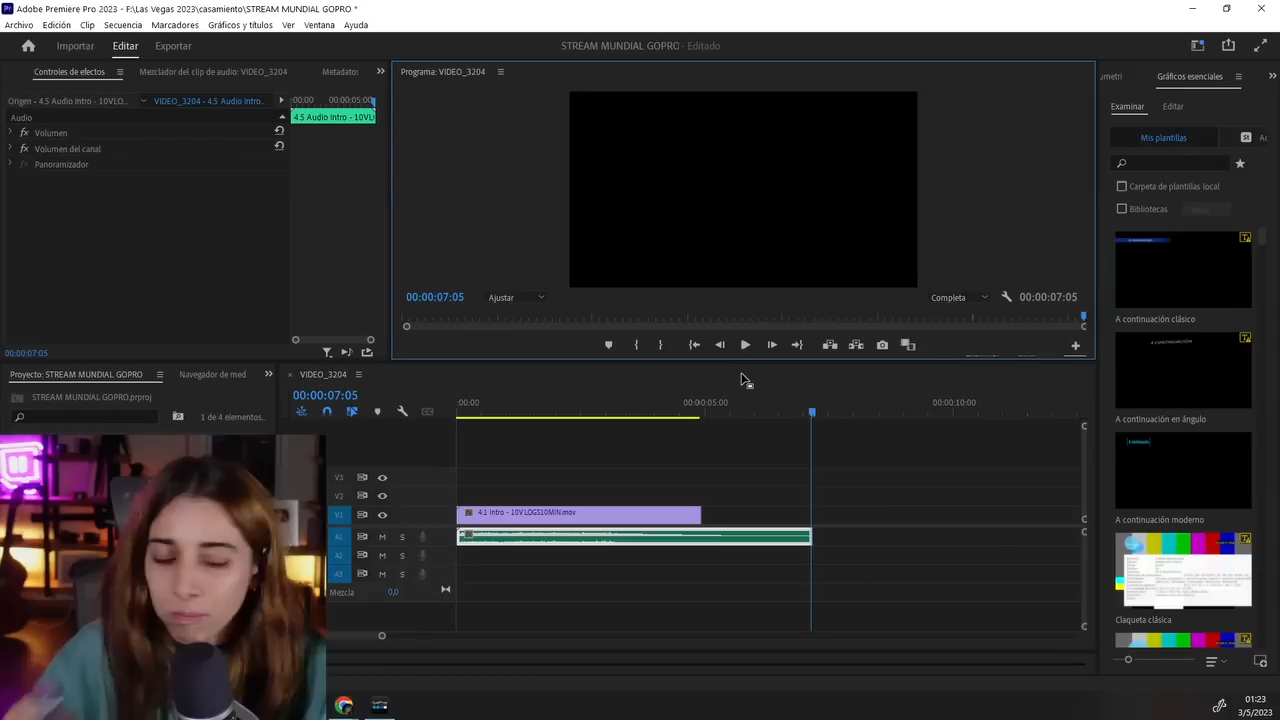 Adobe Premiere Pro 2023 - F:\Las Vegas 2023\casamiento\STREAM MUNDIAL GOPRO *
Archivo Edición Clip Secuencia Marcadores Gráficos y títulos Ver Ventana Ayuda
Importar Editar Exportar
STREAM MUNDIAL GOPRO - Editado
Controles de efectos Mezclador del clip de audio: VIDEO_3204 Metadatos
Programa: VIDEO_3204
Gráficos esenciales
Origen - 4.5 Audio Intro - 10VLO... VIDEO_3204 - 4.5 Audio Intro...
:00:00 00:00:05:00
Audio
4.5 Audio Intro - 10VLO
Volumen
Volumen del canal
Panoramizador
00:00:07:05
00:00:07:05 Ajustar Completa 00:00:07:05
Examinar Editar
Mis plantillas St
Carpeta de plantillas local
Bibliotecas
A continuación clásico
A CONTINUACIÓN
A continuación en ángulo
A continuación moderno
Claqueta clásica
Proyecto: STREAM MUNDIAL GOPRO Navegador de med
STREAM MUNDIAL GOPRO.prproj
1 de 4 elementos...
VIDEO_3204
00:00:07:05
:00:00 00:00:05:00 00:00:10:00
V3
V2
V1 4.1 Intro - 10VLOGS10MIN.mov
A1 M S
A2 M S
A3 M S
Mezcla 0,0
01:23
3/5/2023